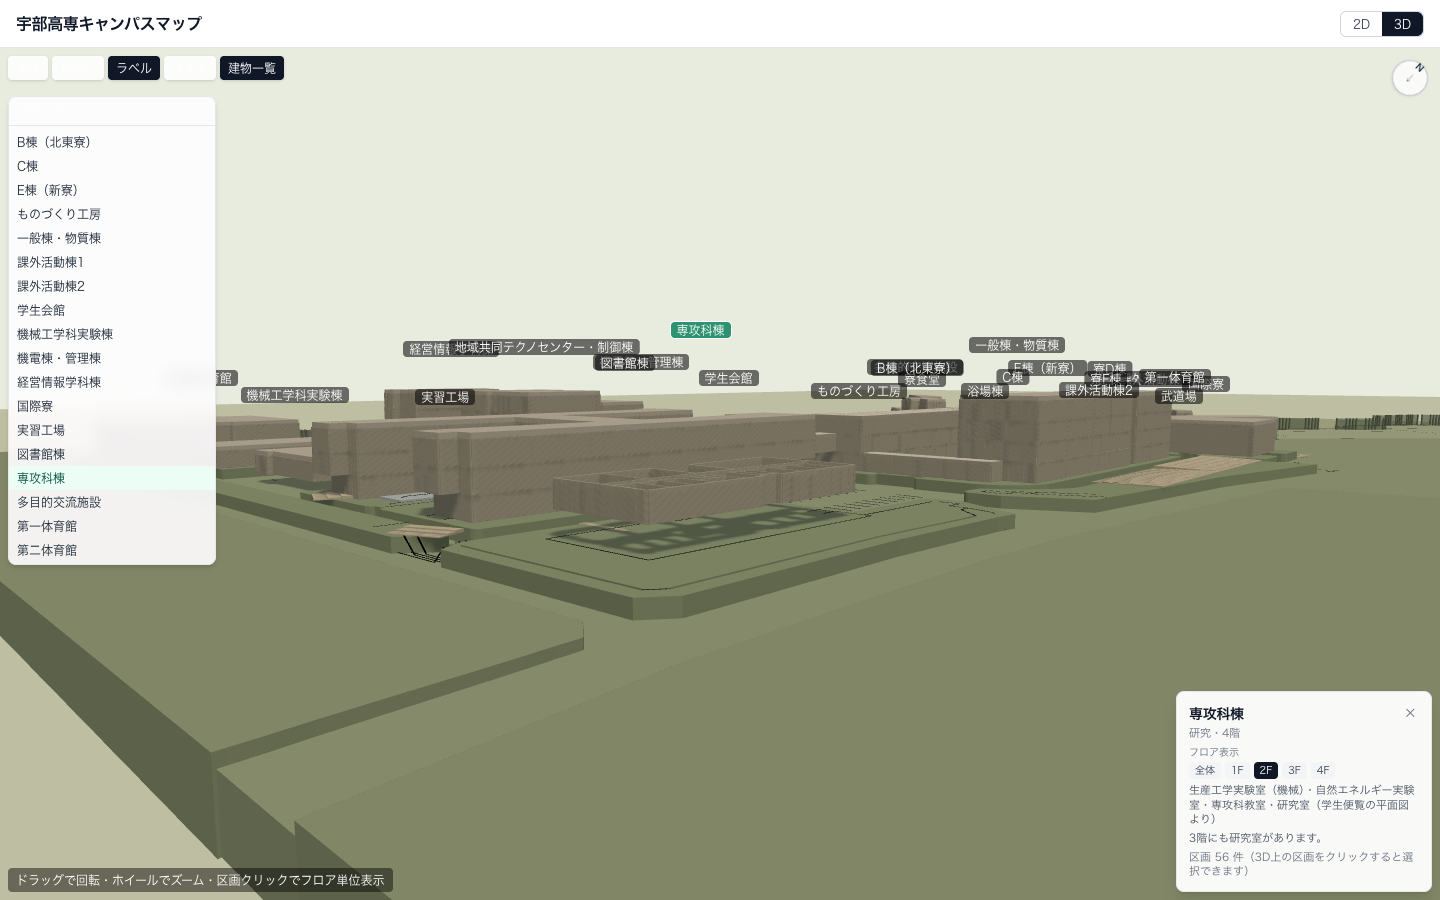 宇部高専キャンパスマップ
2D 3D
ラベル 建物一覧
N
B棟（北東寮）
C棟
E棟（新寮）
ものづくり工房
一般棟・物質棟
課外活動棟1
課外活動棟2
学生会館
機械工学科実験棟
機電棟・管理棟
経営情報学科棟
国際寮
実習工場
図書館棟
専攻科棟
多目的交流施設
第一体育館
第二体育館
専攻科棟
経営情
地域共同テクノセンター・制御棟
一般棟・物質棟
図書館棟
理棟
B棟（北東寮）
E棟（新寮）
寮D棟
育館
学生会館
寮食堂
C棟
第一体育館
機械工学科実験棟
実習工場
ものづくり工房
浴場棟
課外活動棟2
武道場
際寮
専攻科棟
研究・4階
フロア表示
全体 1F 2F 3F 4F
生産工学実験室（機械）・自然エネルギー実験
室・専攻科教室・研究室（学生便覧の平面図
より）
3階にも研究室があります。
区画 56 件（3D上の区画をクリックすると選
択できます）
ドラッグで回転・ホイールでズーム・区画クリックでフロア単位表示